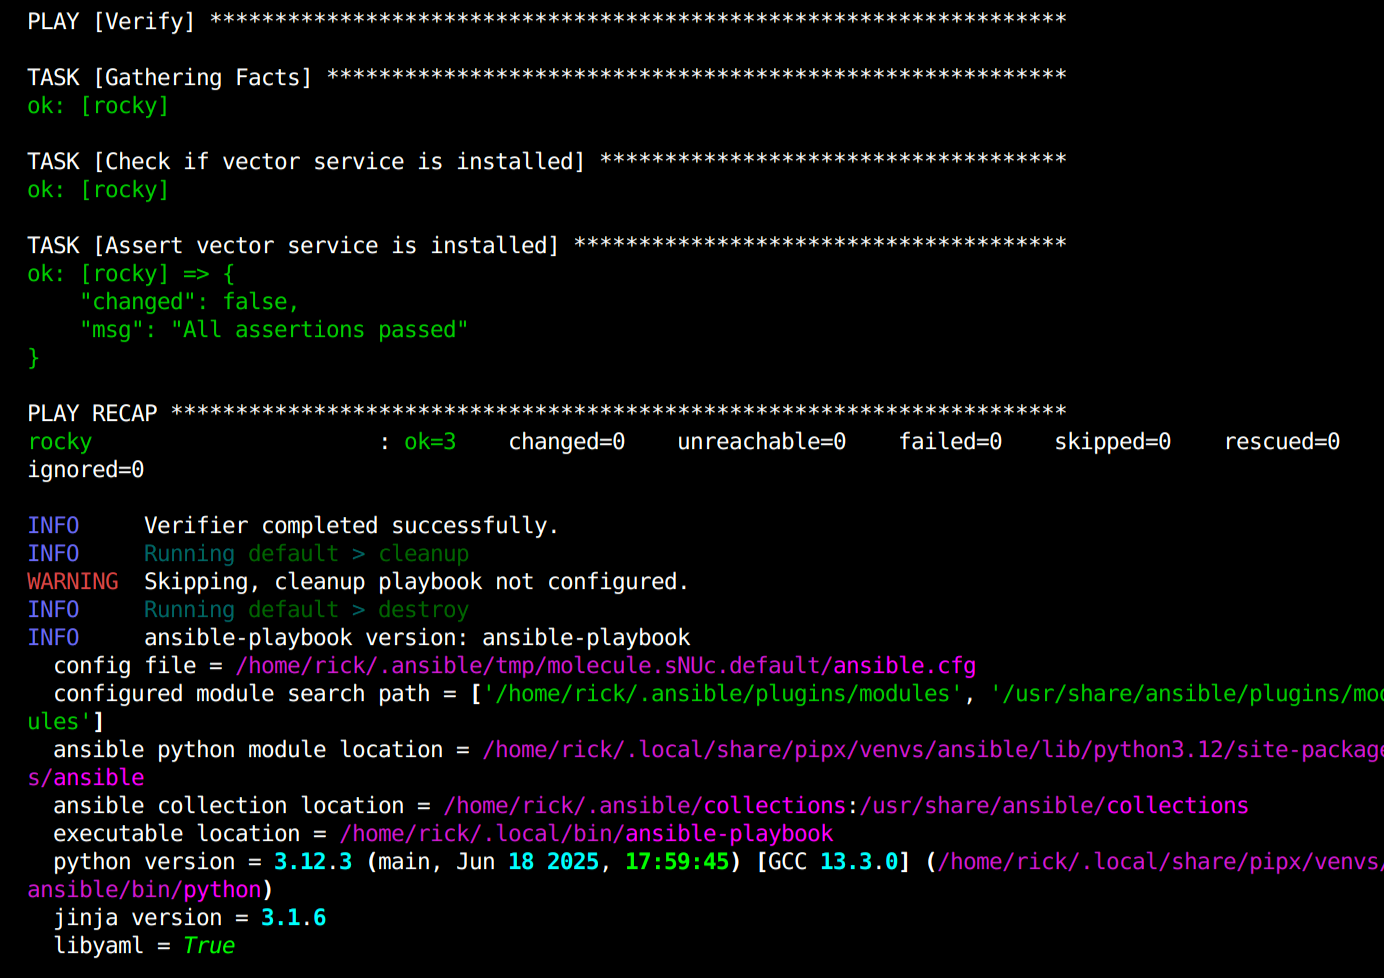 PLAY [Verify] ******************************************************************

TASK [Gathering Facts] *********************************************************
ok: [rocky]

TASK [Check if vector service is installed] ************************************
ok: [rocky]

TASK [Assert vector service is installed] **************************************
ok: [rocky] => {
    "changed": false,
    "msg": "All assertions passed"
}

PLAY RECAP *********************************************************************
rocky                      : ok=3    changed=0    unreachable=0    failed=0    skipped=0    rescued=0
ignored=0

INFO     Verifier completed successfully.
INFO     Running default > cleanup
WARNING  Skipping, cleanup playbook not configured.
INFO     Running default > destroy
INFO     ansible-playbook version: ansible-playbook
  config file = /home/rick/.ansible/tmp/molecule.sNUc.default/ansible.cfg
  configured module search path = ['/home/rick/.ansible/plugins/modules', '/usr/share/ansible/plugins/mod
ules']
  ansible python module location = /home/rick/.local/share/pipx/venvs/ansible/lib/python3.12/site-package
s/ansible
  ansible collection location = /home/rick/.ansible/collections:/usr/share/ansible/collections
  executable location = /home/rick/.local/bin/ansible-playbook
  python version = 3.12.3 (main, Jun 18 2025, 17:59:45) [GCC 13.3.0] (/home/rick/.local/share/pipx/venvs/
ansible/bin/python)
  jinja version = 3.1.6
  libyaml = True